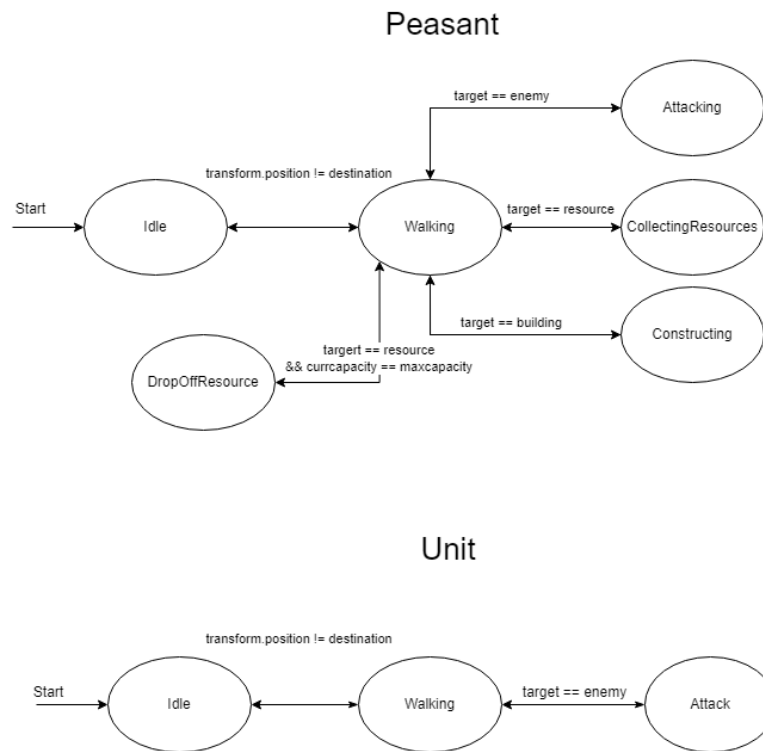 Peasant
target == enemy
Attacking
transform.position != destination
Start
Idle
Walking
target == resource
CollectingResources
target == building
Constructing
targert == resource
&& currcapacity == maxcapacity
DropOffResource
Unit
transform.position != destination
Start
Idle
Walking
target == enemy
Attack